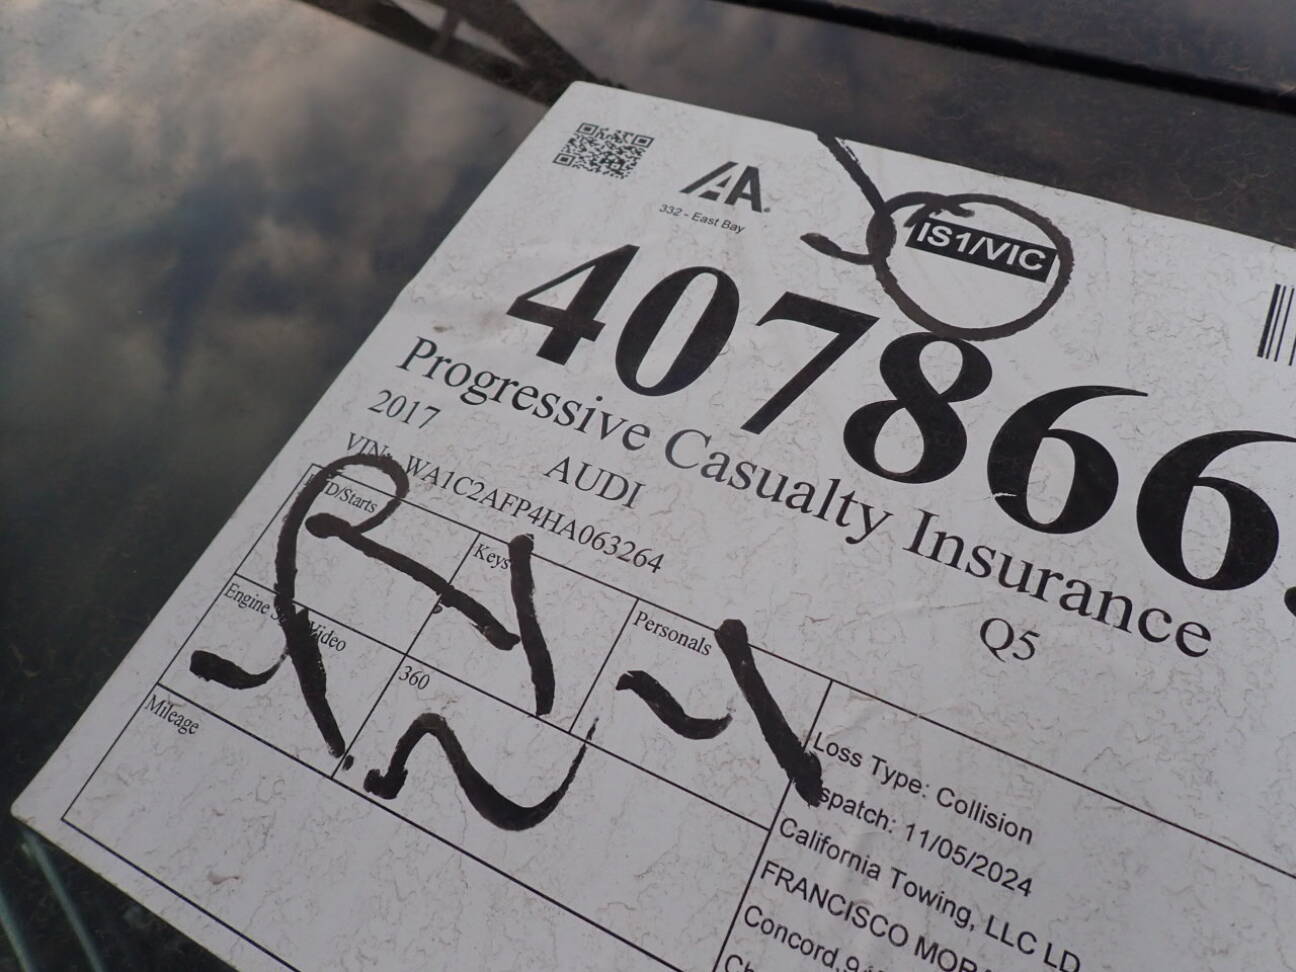 IAA
332 - East Bay
IS1/VIC
407866
Progressive Casualty Insurance
2017 AUDI Q5
VIN: WA1C2AFP4HA063264
Keys
Personals
Engine Video
360
Mileage
Loss Type: Collision
Dispatch: 11/05/2024
California Towing, LLC LD
FRANCISCO
Concord,